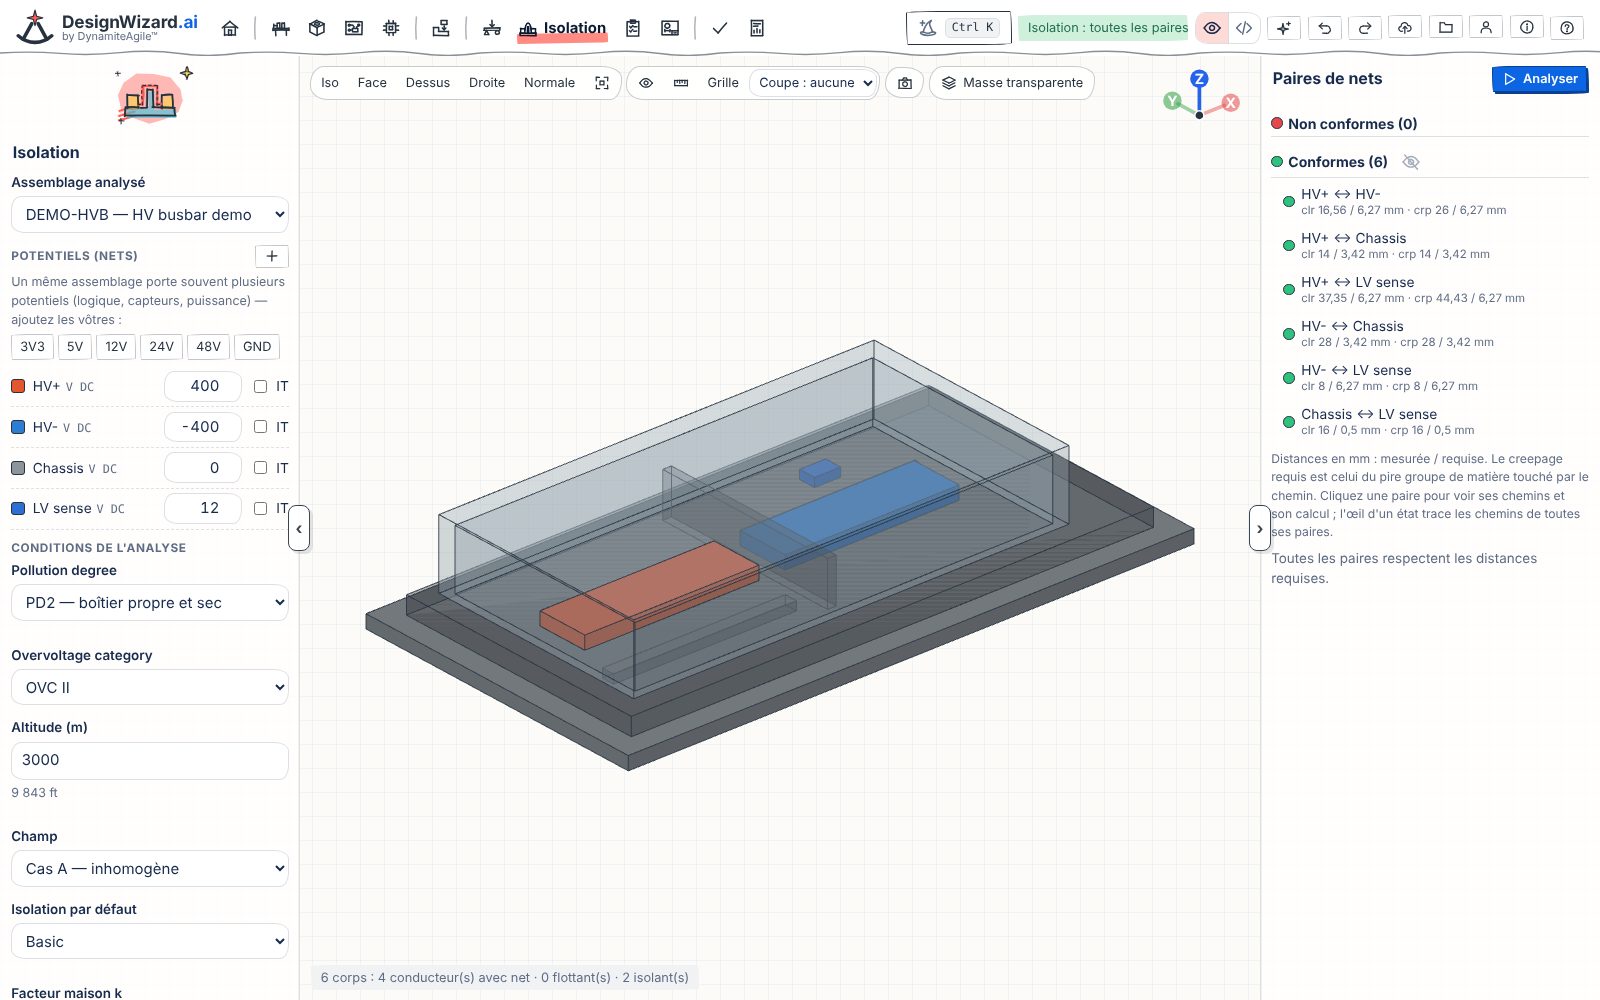 DesignWizard.ai
by DynamiteAgile™
Isolation
Ctrl K
Isolation : toutes les paires
Isolation
Assemblage analysé
DEMO-HVB — HV busbar demo
POTENTIELS (NETS)
Un même assemblage porte souvent plusieurs
potentiels (logique, capteurs, puissance) —
ajoutez les vôtres :
3V3 5V 12V 24V 48V GND
HV+ V DC 400 IT
HV- V DC -400 IT
Chassis V DC 0 IT
LV sense V DC 12 IT
CONDITIONS DE L'ANALYSE
Pollution degree
PD2 — boîtier propre et sec
Overvoltage category
OVC II
Altitude (m)
3000
9 843 ft
Champ
Cas A — inhomogène
Isolation par défaut
Basic
Facteur maison k
Iso Face Dessus Droite Normale
Grille Coupe : aucune
Masse transparente
Z
Y X
6 corps : 4 conducteur(s) avec net · 0 flottant(s) · 2 isolant(s)
Paires de nets
Analyser
Non conformes (0)
Conformes (6)
HV+ ↔ HV-
clr 16,56 / 6,27 mm · crp 26 / 6,27 mm
HV+ ↔ Chassis
clr 14 / 3,42 mm · crp 14 / 3,42 mm
HV+ ↔ LV sense
clr 37,35 / 6,27 mm · crp 44,43 / 6,27 mm
HV- ↔ Chassis
clr 28 / 3,42 mm · crp 28 / 3,42 mm
HV- ↔ LV sense
clr 8 / 6,27 mm · crp 8 / 6,27 mm
Chassis ↔ LV sense
clr 16 / 0,5 mm · crp 16 / 0,5 mm
Distances en mm : mesurée / requise. Le creepage
requis est celui du pire groupe de matière touché par le
chemin. Cliquez une paire pour voir ses chemins et
son calcul ; l'œil d'un état trace les chemins de toutes
ses paires.
Toutes les paires respectent les distances
requises.